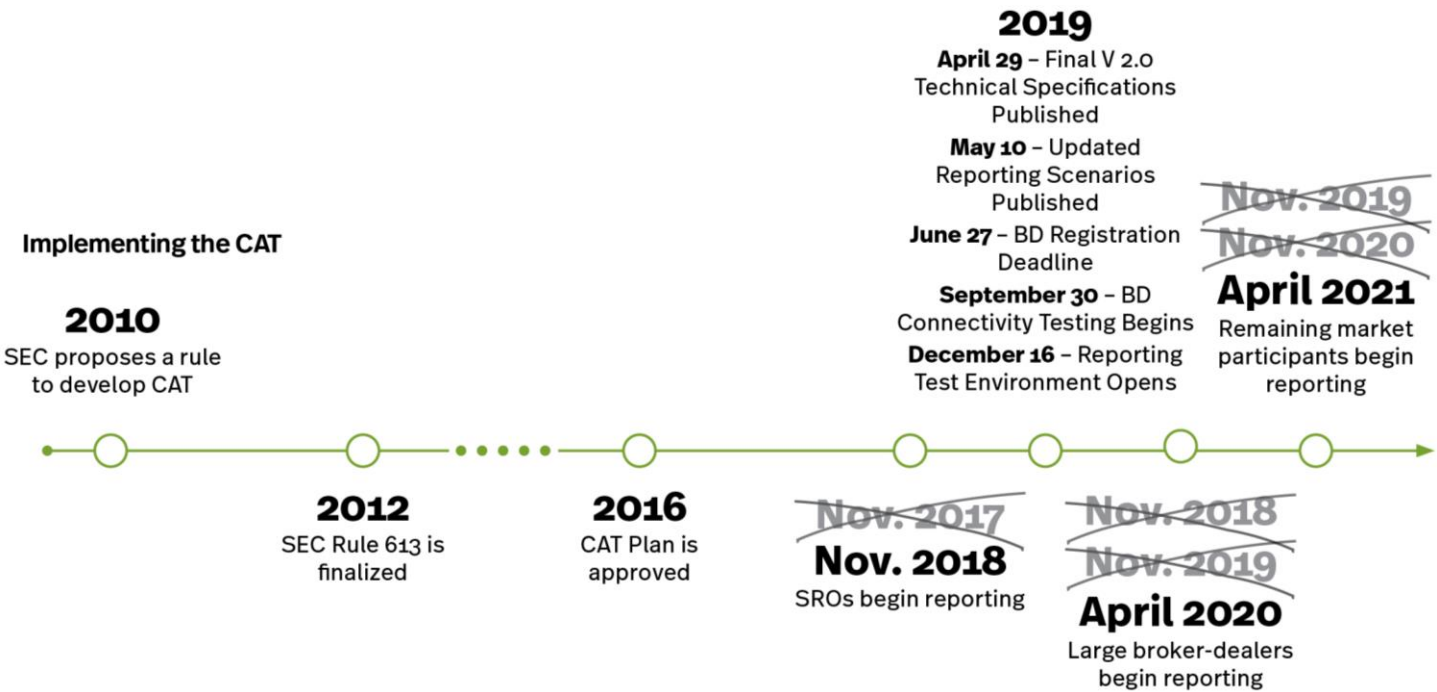 Implementing the CAT
2010
SEC proposes a rule
to develop CAT
2012
SEC Rule 613 is
finalized
2016
CAT Plan is
approved
Nov. 2017
Nov. 2018
SROs begin reporting
2019
April 29 – Final V 2.0
Technical Specifications
Published
May 10 – Updated
Reporting Scenarios
Published
June 27 – BD Registration
Deadline
September 30 – BD
Connectivity Testing Begins
December 16 – Reporting
Test Environment Opens
Nov. 2018
Nov. 2019
April 2020
Large broker-dealers
begin reporting
Nov. 2019
Nov. 2020
April 2021
Remaining market
participants begin
reporting